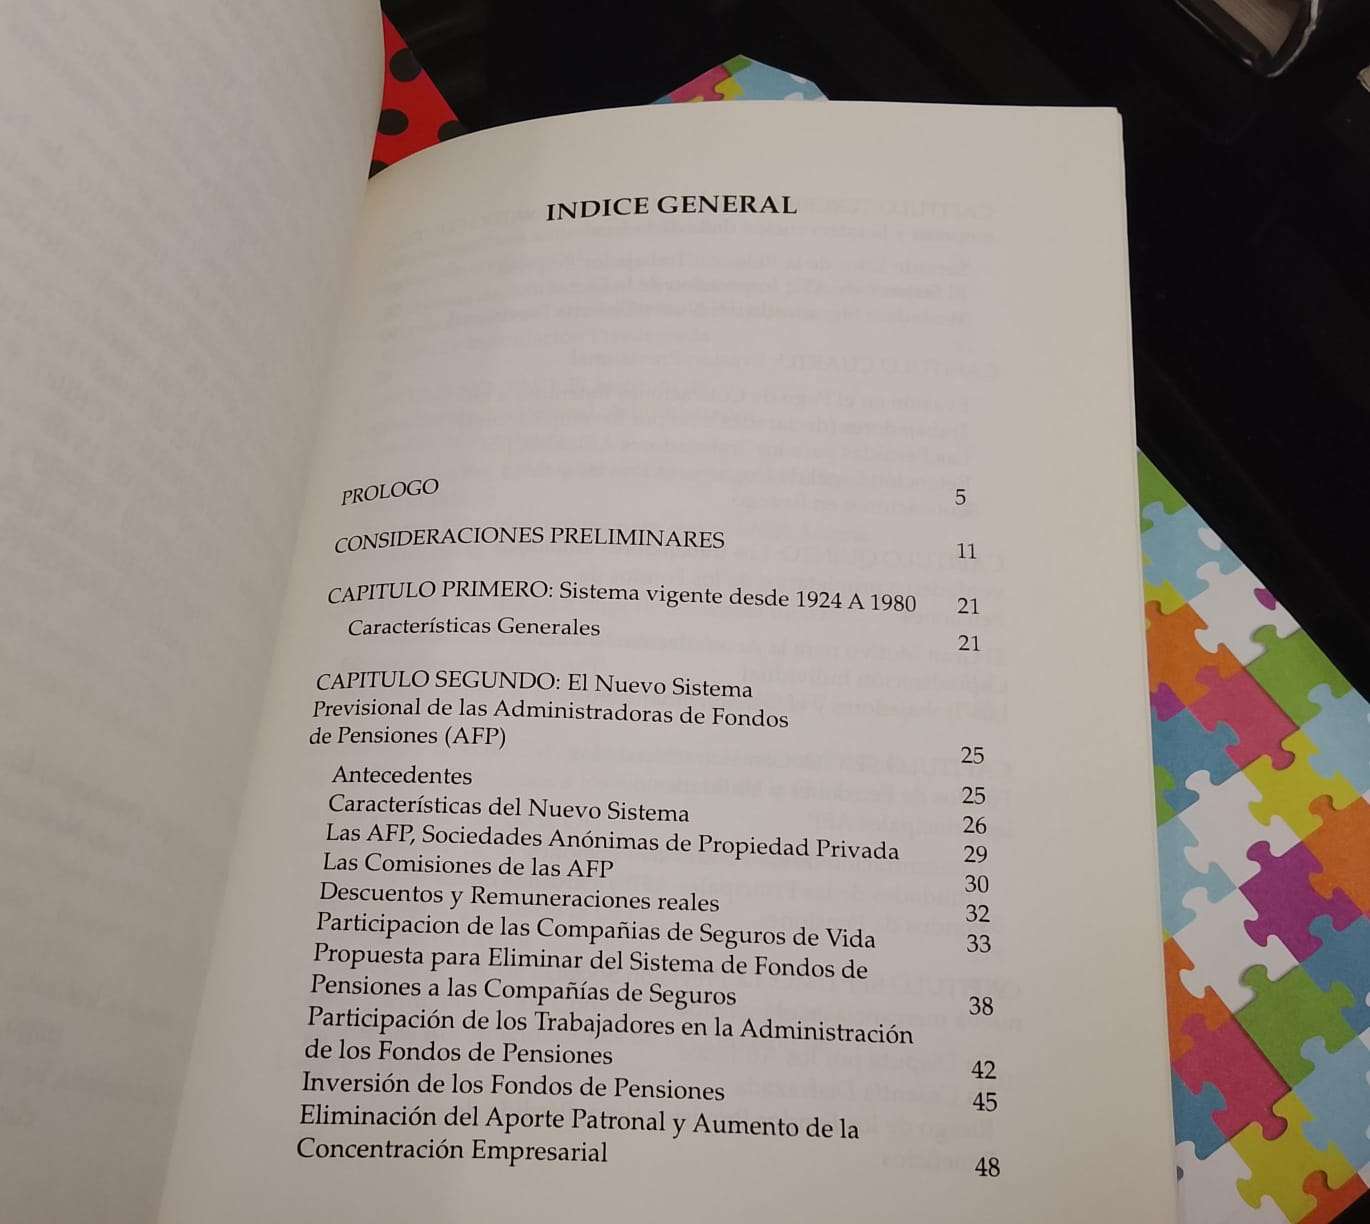 INDICE GENERAL
PROLOGO 5
CONSIDERACIONES PRELIMINARES 11
CAPITULO PRIMERO: Sistema vigente desde 1924 A 1980 21
Características Generales 21
CAPITULO SEGUNDO: El Nuevo Sistema
Previsional de las Administradoras de Fondos
de Pensiones (AFP) 25
Antecedentes 25
Características del Nuevo Sistema 26
Las AFP, Sociedades Anónimas de Propiedad Privada 29
Las Comisiones de las AFP 30
Descuentos y Remuneraciones reales 32
Participacion de las Compañias de Seguros de Vida 33
Propuesta para Eliminar del Sistema de Fondos de
Pensiones a las Compañías de Seguros 38
Participación de los Trabajadores en la Administración
de los Fondos de Pensiones 42
Inversión de los Fondos de Pensiones 45
Eliminación del Aporte Patronal y Aumento de la
Concentración Empresarial 48